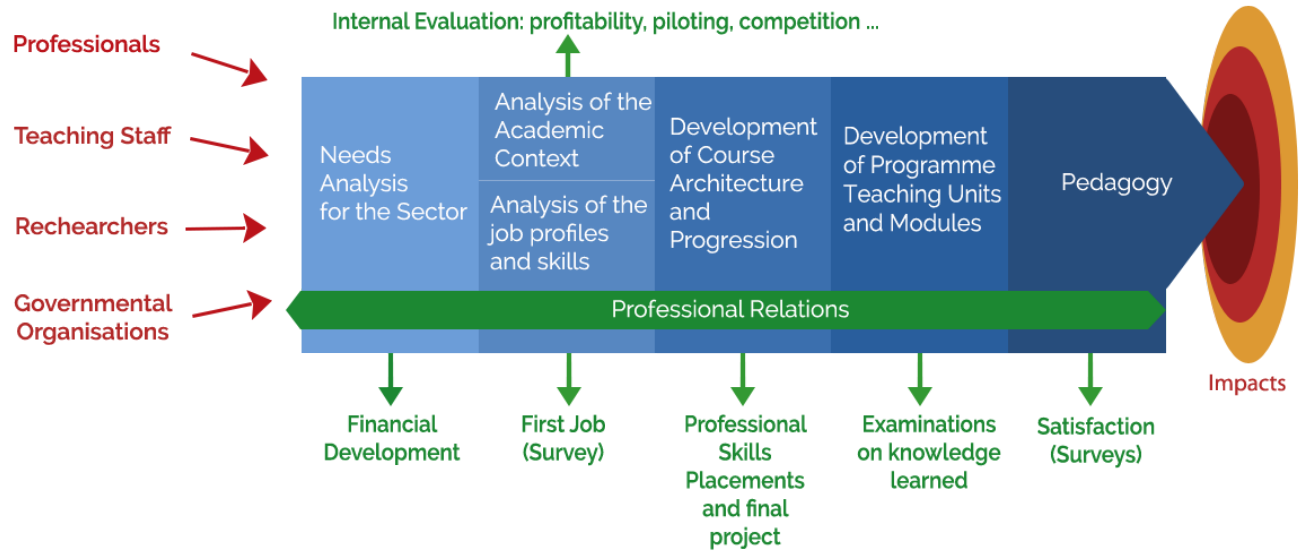 Internal Evaluation: profitability, piloting, competition ...
Professionals
Teaching Staff
Rechearchers
Governmental
Organisations
Needs
Analysis
for the Sector
Analysis of the
Academic
Context
Analysis of the
job profiles
and skills
Development
of Course
Architecture
and
Progression
Development
of Programme
Teaching Units
and Modules
Pedagogy
Professional Relations
Impacts
Financial
Development
First Job
(Survey)
Professional
Skills
Placements
and final
project
Examinations
on knowledge
learned
Satisfaction
(Surveys)